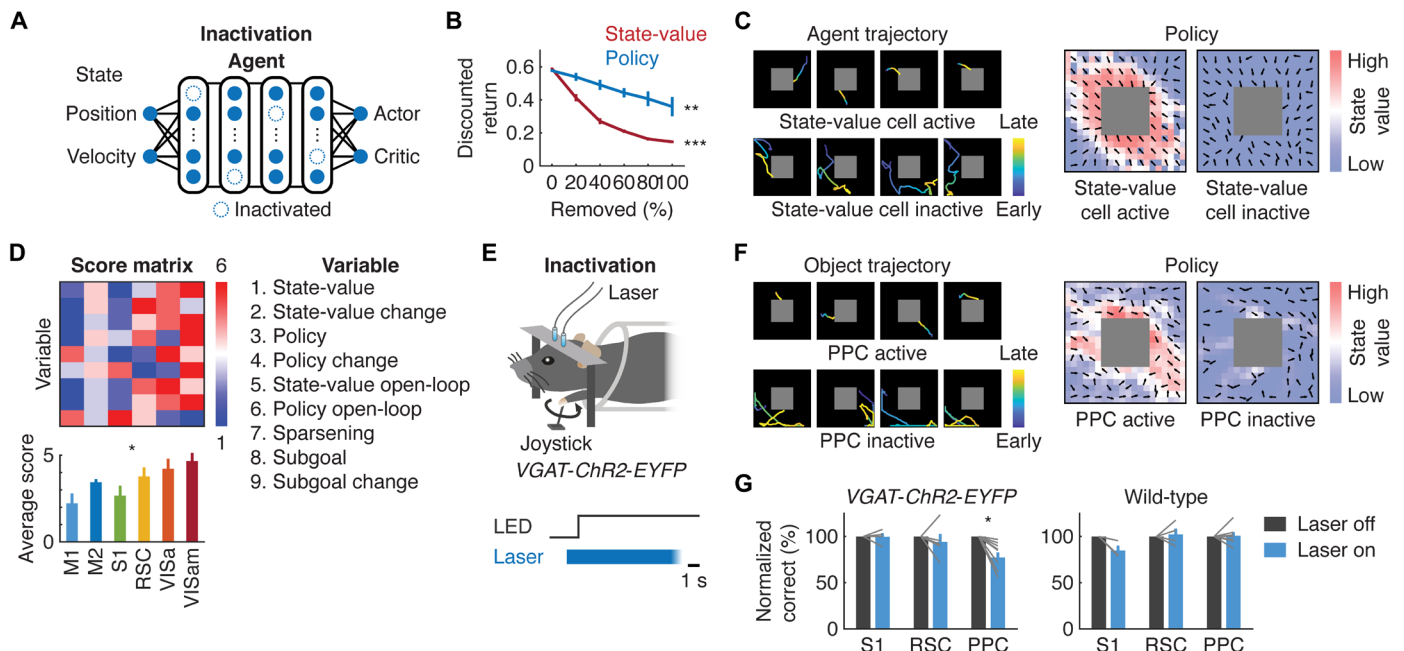 A
Inactivation
Agent
State
Position
Velocity
Actor
Critic
Inactivated
B
State-value
Policy
Discounted
return
0.6
0.4
0.2
0
**
***
0 20 40 60 80 100
Removed (%)
C
Agent trajectory
State-value cell active
State-value cell inactive
Late
Early
Policy
State-value
cell active
State-value
cell inactive
High
State
value
Low
D
Score matrix
Variable
6
1
Variable
1. State-value
2. State-value change
3. Policy
4. Policy change
5. State-value open-loop
6. Policy open-loop
7. Sparsening
8. Subgoal
9. Subgoal change
Average score
5
0
*
M1
M2
S1
RSC
VISa
VISam
E
Inactivation
Laser
Joystick
VGAT-ChR2-EYFP
LED
Laser
1 s
F
Object trajectory
PPC active
PPC inactive
Late
Early
Policy
PPC active
PPC inactive
High
State
value
Low
G
VGAT-ChR2-EYFP
Normalized
correct (%)
100
50
0
*
S1
RSC
PPC
Wild-type
100
50
0
S1
RSC
PPC
Laser off
Laser on